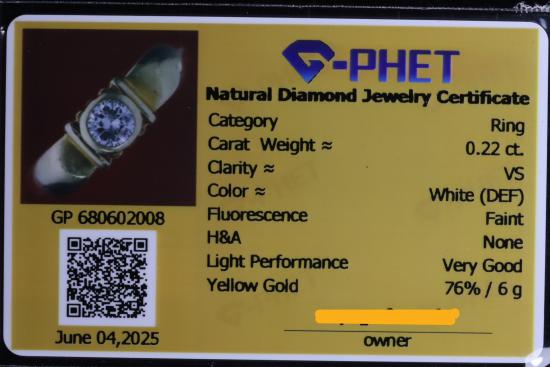 G-PHET
Natural Diamond Jewelry Certificate
Category Ring
Carat Weight ≈ 0.22 ct.
Clarity ≈ VS
Color ≈ White (DEF)
Fluorescence Faint
H&A None
Light Performance Very Good
Yellow Gold 76% / 6 g
GP 680602008
June 04,2025
owner